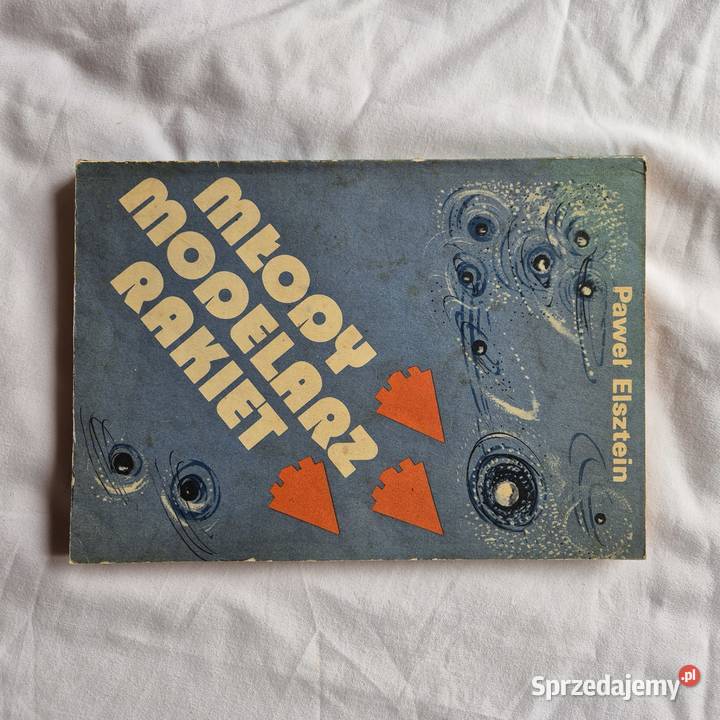 Paweł Elsztein
MŁODY
MODELARZ
RAKIET
Sprzedajemy.pl